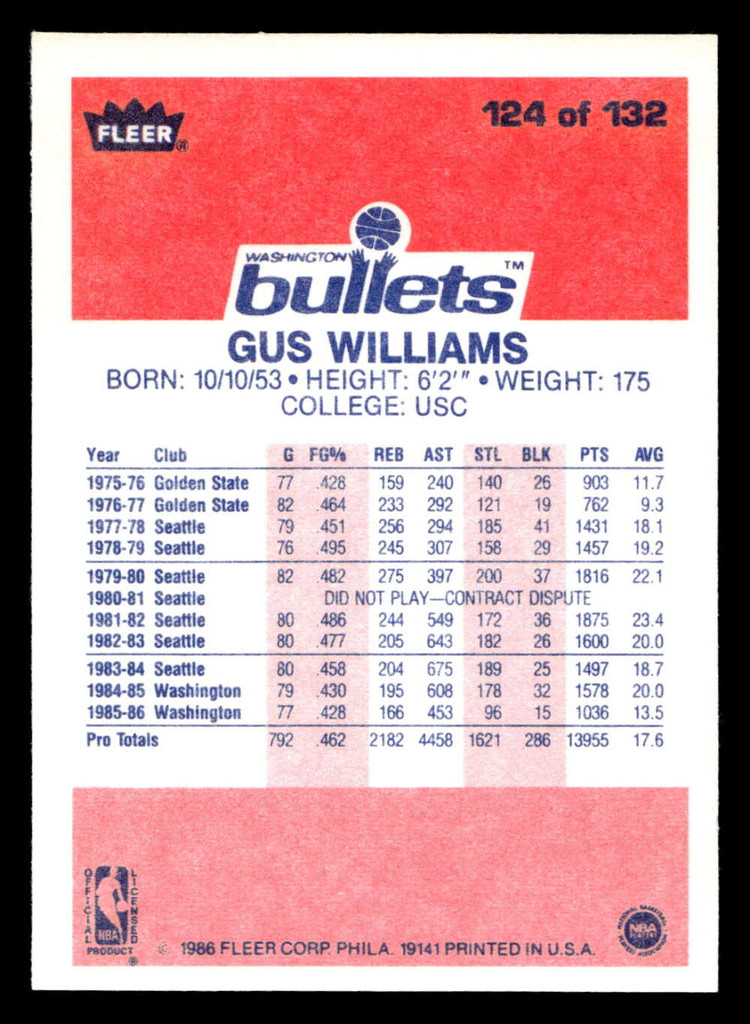 FLEER ®
124 of 132
WASHINGTON
bullets ™
GUS WILLIAMS
BORN: 10/10/53 • HEIGHT: 6'2'" • WEIGHT: 175
COLLEGE: USC
Year Club G FG% REB AST STL BLK PTS AVG
1975-76 Golden State 77 .428 159 240 140 26 903 11.7
1976-77 Golden State 82 .464 233 292 121 19 762 9.3
1977-78 Seattle 79 .451 256 294 185 41 1431 18.1
1978-79 Seattle 76 .495 245 307 158 29 1457 19.2
1979-80 Seattle 82 .482 275 397 200 37 1816 22.1
1980-81 Seattle DID NOT PLAY—CONTRACT DISPUTE
1981-82 Seattle 80 .486 244 549 172 36 1875 23.4
1982-83 Seattle 80 .477 205 643 182 26 1600 20.0
1983-84 Seattle 80 .458 204 675 189 25 1497 18.7
1984-85 Washington 79 .430 195 608 178 32 1578 20.0
1985-86 Washington 77 .428 166 453 96 15 1036 13.5
Pro Totals 792 .462 2182 4458 1621 286 13955 17.6
OFFICIAL
LICENSED
NBA
PRODUCT ®
© 1986 FLEER CORP. PHILA. 19141 PRINTED IN U.S.A.
NATIONAL BASKETBALL
NBA
PLAYERS
PLAYERS ASSOCIATION